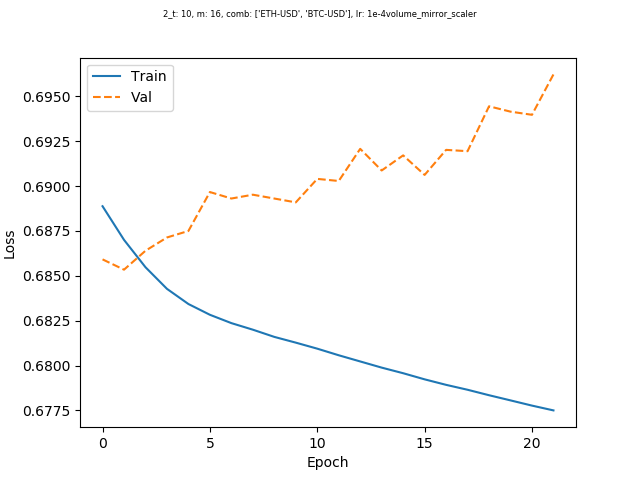 2_t: 10, m: 16, comb: ['ETH-USD', 'BTC-USD'], lr: 1e-4volume_mirror_scaler
Train
Val
0.6950
0.6925
0.6900
0.6875
0.6850
0.6825
0.6800
0.6775
Loss
0 5 10 15 20
Epoch